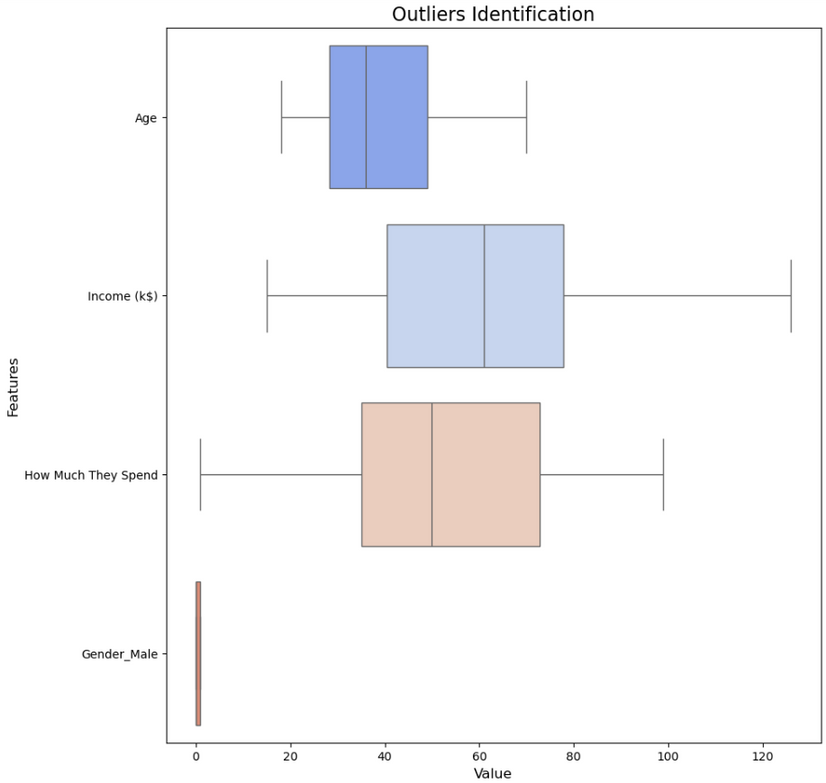 Outliers Identification
Age
Income (k$)
How Much They Spend
Gender_Male
Features
0 20 40 60 80 100 120
Value